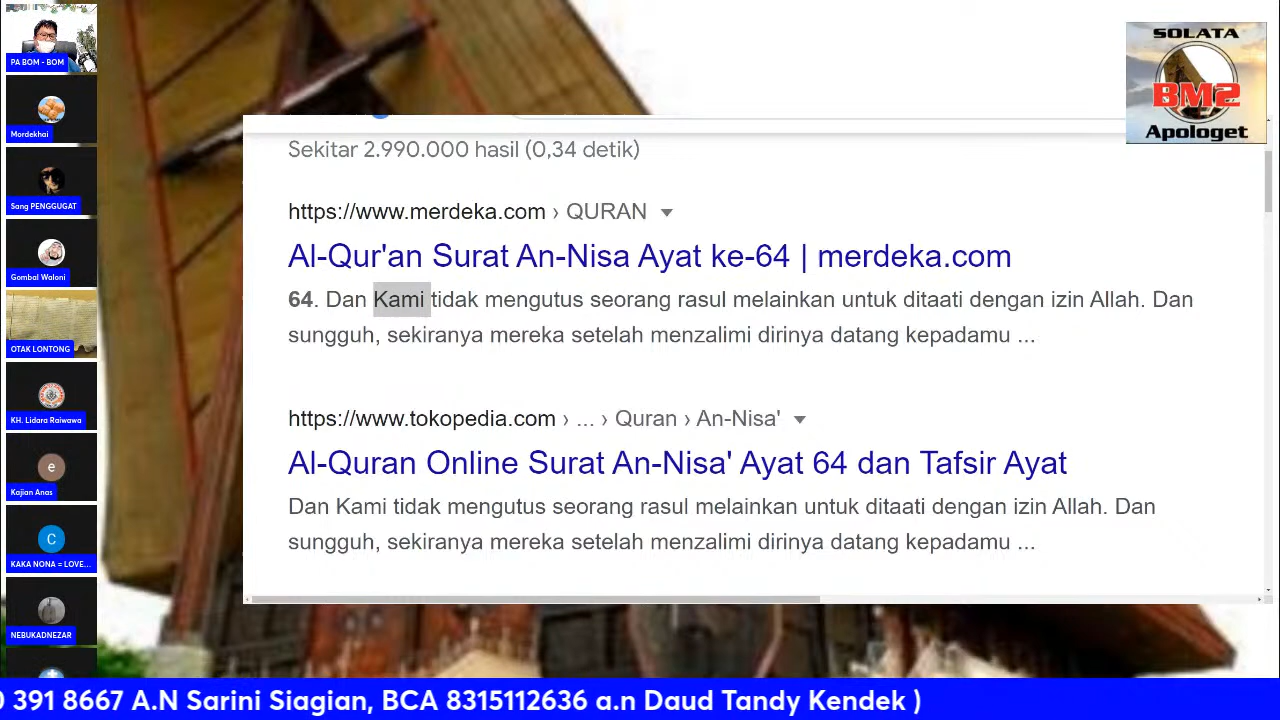 PA BOM - BOM
Mordekhai
Sang PENGGUGAT
Gombal Waloni
OTAK LONTONG
KH. Lidara Raiwawa
e
Kajian Anas
C
KAKA NONA = LOVE...
NEBUKADNEZAR
SOLATA
BM2
Apologet
Sekitar 2.990.000 hasil (0,34 detik)
https://www.merdeka.com › QURAN
Al-Qur'an Surat An-Nisa Ayat ke-64 | merdeka.com
64. Dan Kami tidak mengutus seorang rasul melainkan untuk ditaati dengan izin Allah. Dan
sungguh, sekiranya mereka setelah menzalimi dirinya datang kepadamu ...
https://www.tokopedia.com › ... › Quran › An-Nisa'
Al-Quran Online Surat An-Nisa' Ayat 64 dan Tafsir Ayat
Dan Kami tidak mengutus seorang rasul melainkan untuk ditaati dengan izin Allah. Dan
sungguh, sekiranya mereka setelah menzalimi dirinya datang kepadamu ...
391 8667 A.N Sarini Siagian, BCA 8315112636 a.n Daud Tandy Kendek )